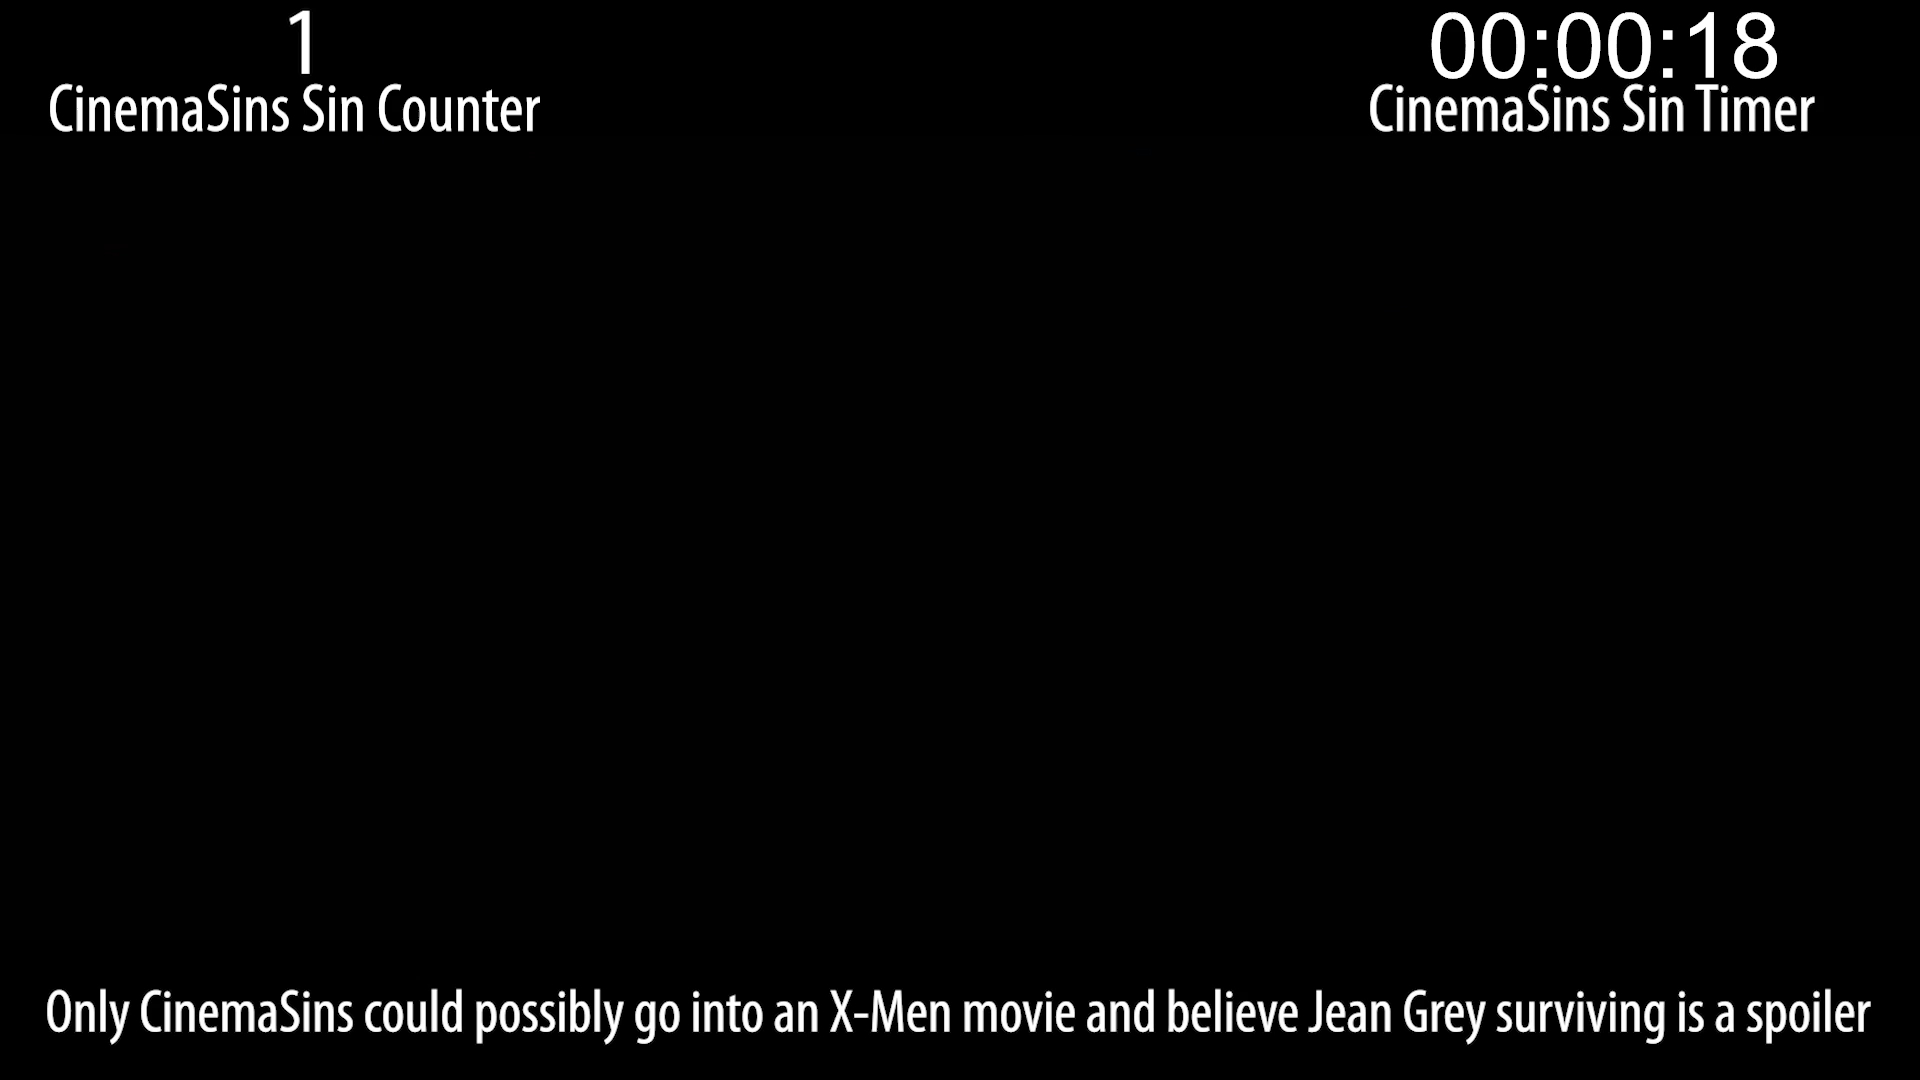 1
00:00:18
CinemaSins Sin Counter
CinemaSins Sin Timer
Only CinemaSins could possibly go into an X-Men movie and believe Jean Grey surviving is a spoiler